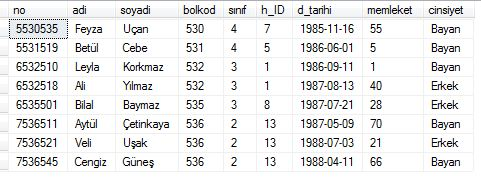 no adi soyadi bolkod sınıf h_ID d_tarihi memleket cinsiyet
5530535 Feyza Uçan 530 4 7 1985-11-16 55 Bayan
5531519 Betül Cebe 531 4 5 1986-06-01 5 Bayan
6532510 Leyla Korkmaz 532 3 1 1986-09-11 1 Bayan
6532518 Ali Yılmaz 532 3 1 1987-08-13 40 Erkek
6535501 Bilal Baymaz 535 3 8 1987-07-21 28 Erkek
7536511 Aytül Çetinkaya 536 2 13 1987-05-09 70 Bayan
7536521 Veli Uşak 536 2 13 1988-07-03 21 Erkek
7536545 Cengiz Güneş 536 2 13 1988-04-11 66 Bayan